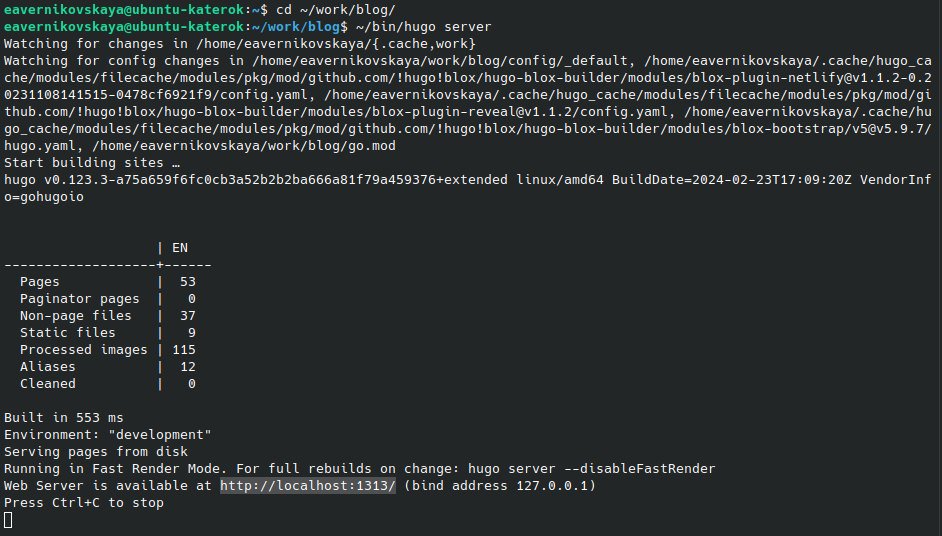 eavernikovskaya@ubuntu-katerok:~$ cd ~/work/blog/
eavernikovskaya@ubuntu-katerok:~/work/blog$ ~/bin/hugo server
Watching for changes in /home/eavernikovskaya/{.cache,work}
Watching for config changes in /home/eavernikovskaya/work/blog/config/_default, /home/eavernikovskaya/.cache/hugo_ca
che/modules/filecache/modules/pkg/mod/github.com/!hugo!blox/hugo-blox-builder/modules/blox-plugin-netlify@v1.1.2-0.2
0231108141515-0478cf6921f9/config.yaml, /home/eavernikovskaya/.cache/hugo_cache/modules/filecache/modules/pkg/mod/gi
thub.com/!hugo!blox/hugo-blox-builder/modules/blox-plugin-reveal@v1.1.2/config.yaml, /home/eavernikovskaya/.cache/hu
go_cache/modules/filecache/modules/pkg/mod/github.com/!hugo!blox/hugo-blox-builder/modules/blox-bootstrap/v5@v5.9.7/
hugo.yaml, /home/eavernikovskaya/work/blog/go.mod
Start building sites …
hugo v0.123.3-a75a659f6fc0cb3a52b2b2ba666a81f79a459376+extended linux/amd64 BuildDate=2024-02-23T17:09:20Z VendorInf
o=gohugoio
                   | EN
-------------------+------
  Pages            |  53
  Paginator pages  |   0
  Non-page files   |  37
  Static files     |   9
  Processed images | 115
  Aliases          |  12
  Cleaned          |   0
Built in 553 ms
Environment: "development"
Serving pages from disk
Running in Fast Render Mode. For full rebuilds on change: hugo server --disableFastRender
Web Server is available at http://localhost:1313/ (bind address 127.0.0.1)
Press Ctrl+C to stop